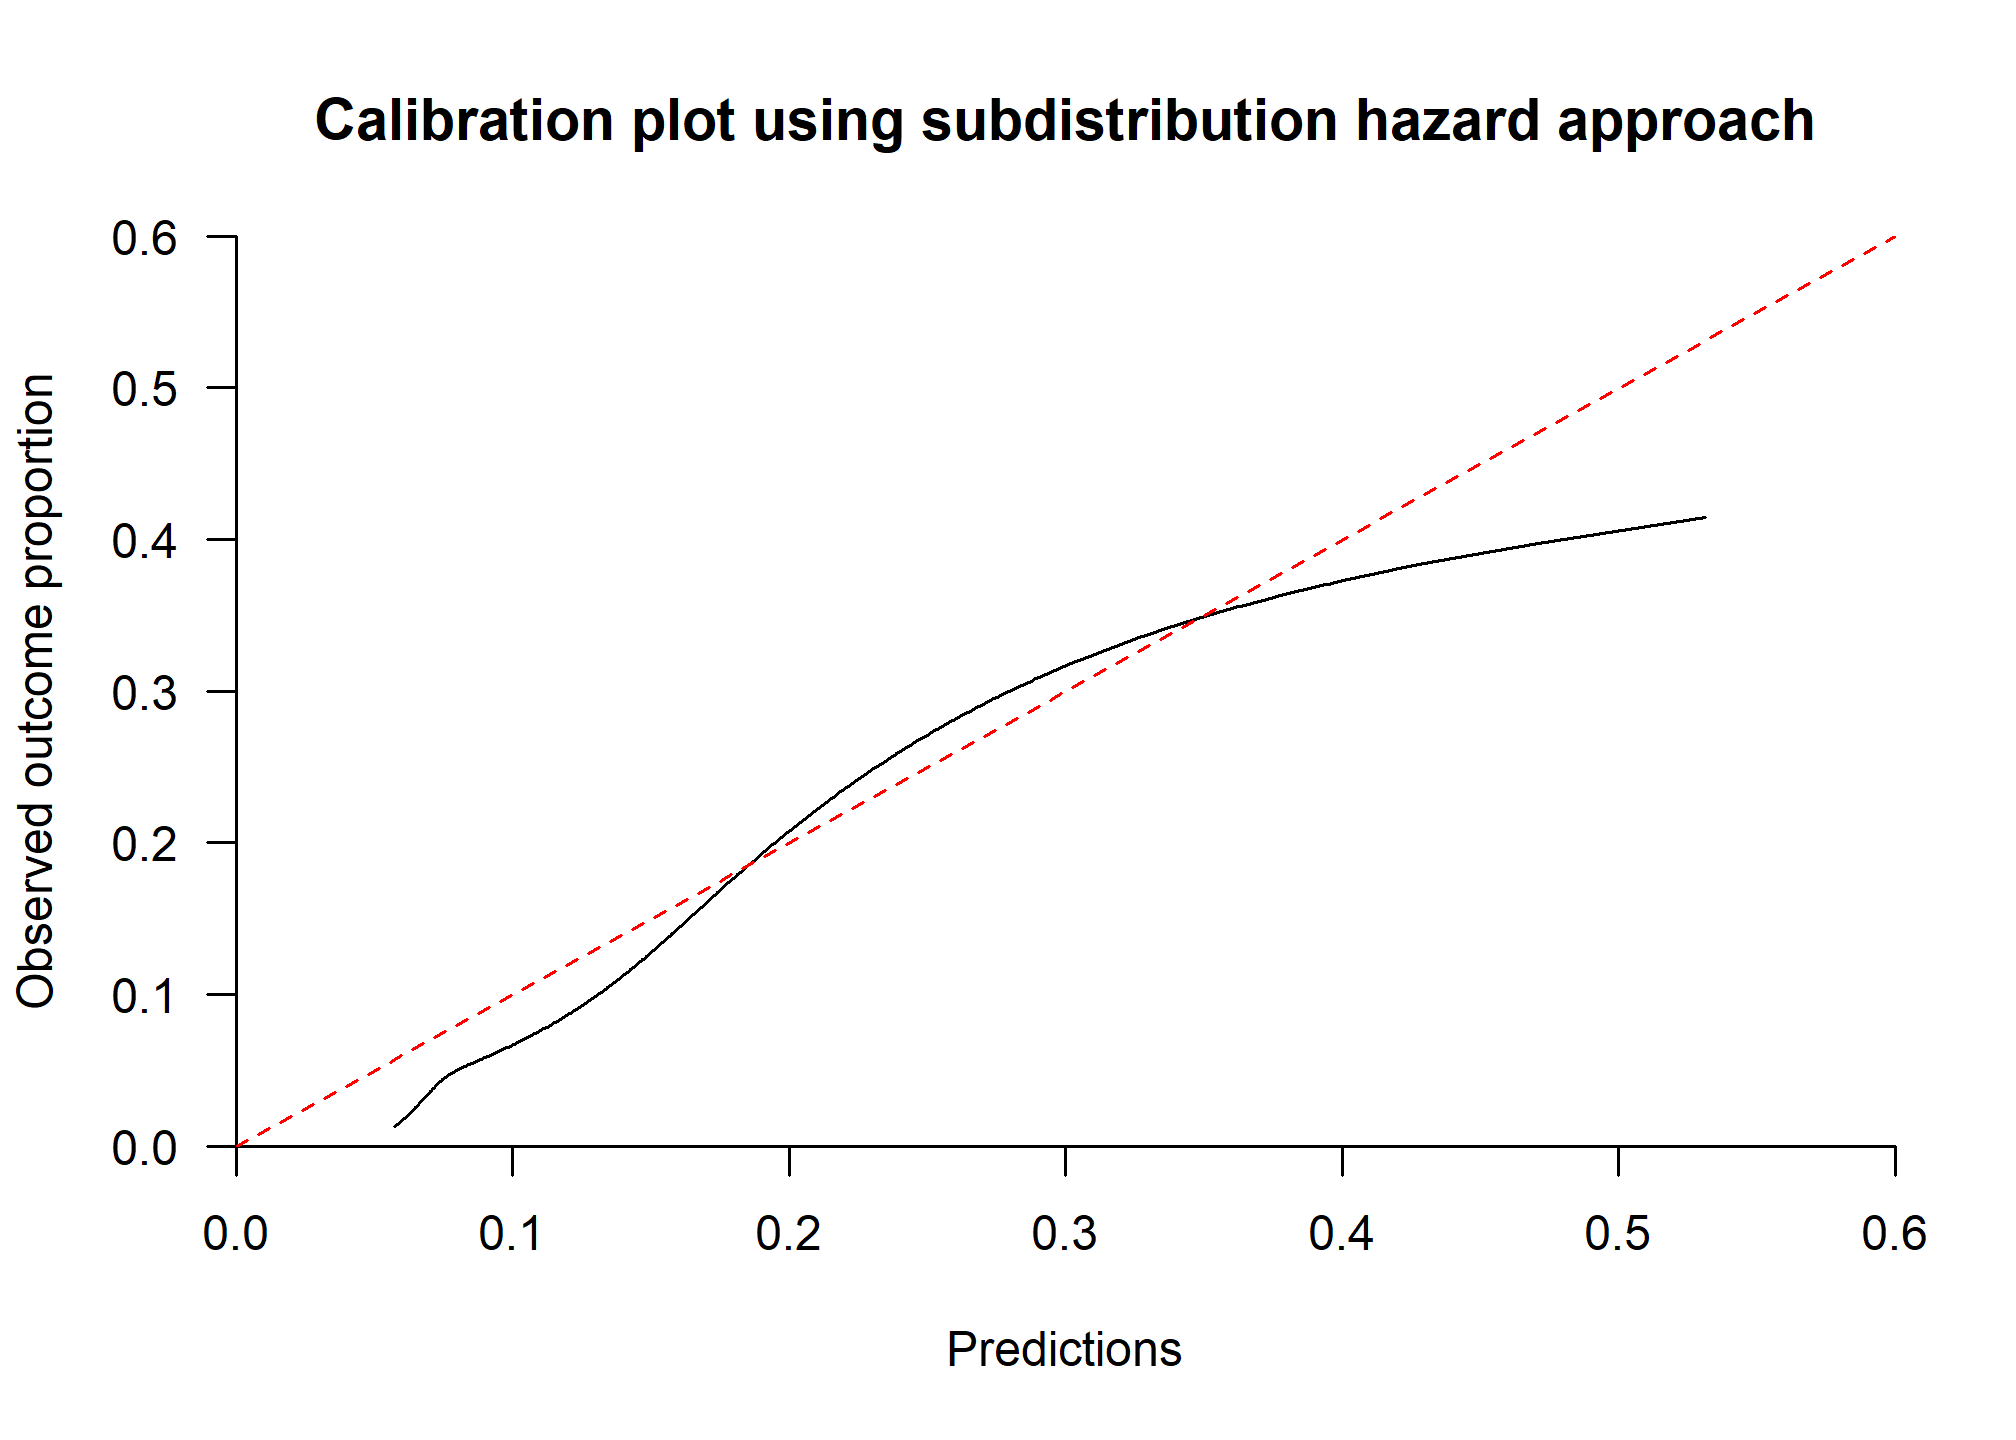 Calibration plot using subdistribution hazard approach
0.6
0.5
0.4
0.3
0.2
0.1
0.0
Observed outcome proportion
0.0 0.1 0.2 0.3 0.4 0.5 0.6
Predictions